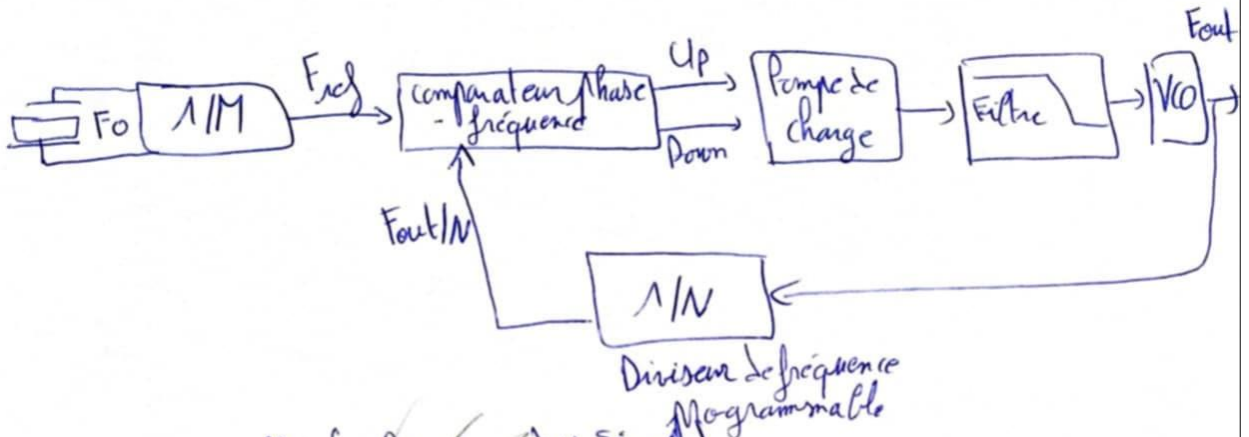 Fout
Fo
1/M
Fref
comparateur phase
- fréquence
Up
Down
Pompe de
charge
Filtre
VCO
Fout/N
1/N
Diviseur de fréquence
Programmable